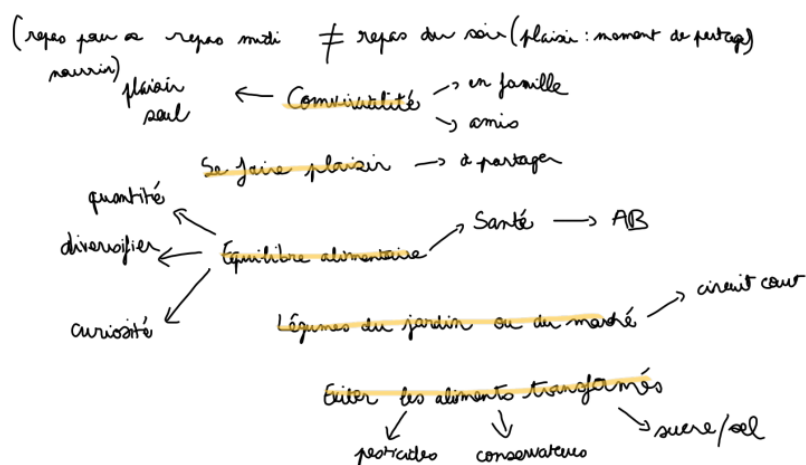 (repas pour se repas midi ≠ repas du soir (plaisir : moment de partage)
nourrir)
plaisir seul ← Convivialité → en famille
→ amis
Se faire plaisir → à partager
quantité
diversifier ← Équilibre alimentaire → Santé → AB
curiosité
Légumes du jardin ou du marché → circuit court
Eviter les aliments transformés
pesticides conservateurs sucre/sel